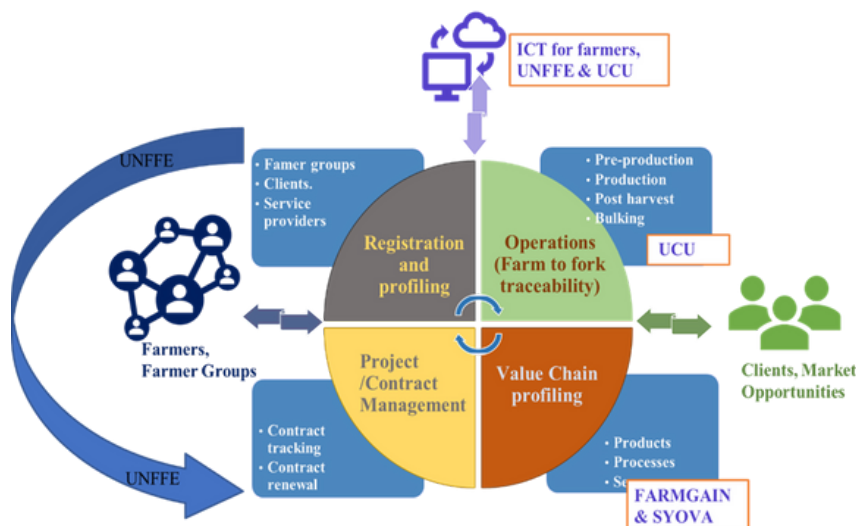 ICT for farmers,
UNFFE & UCU
UNFFE
• Famer groups
• Clients.
• Service
providers
• Pre-production
• Production
• Post harvest
• Bulking
UCU
Registration
and
profiling
Operations
(Farm to fork
traceability)
Farmers,
Farmer Groups
Clients, Market
Opportunities
Project
/Contract
Management
Value Chain
profiling
• Contract
tracking
• Contract
renewal
• Products
• Processes
UNFFE
FARMGAIN
& SYOVA